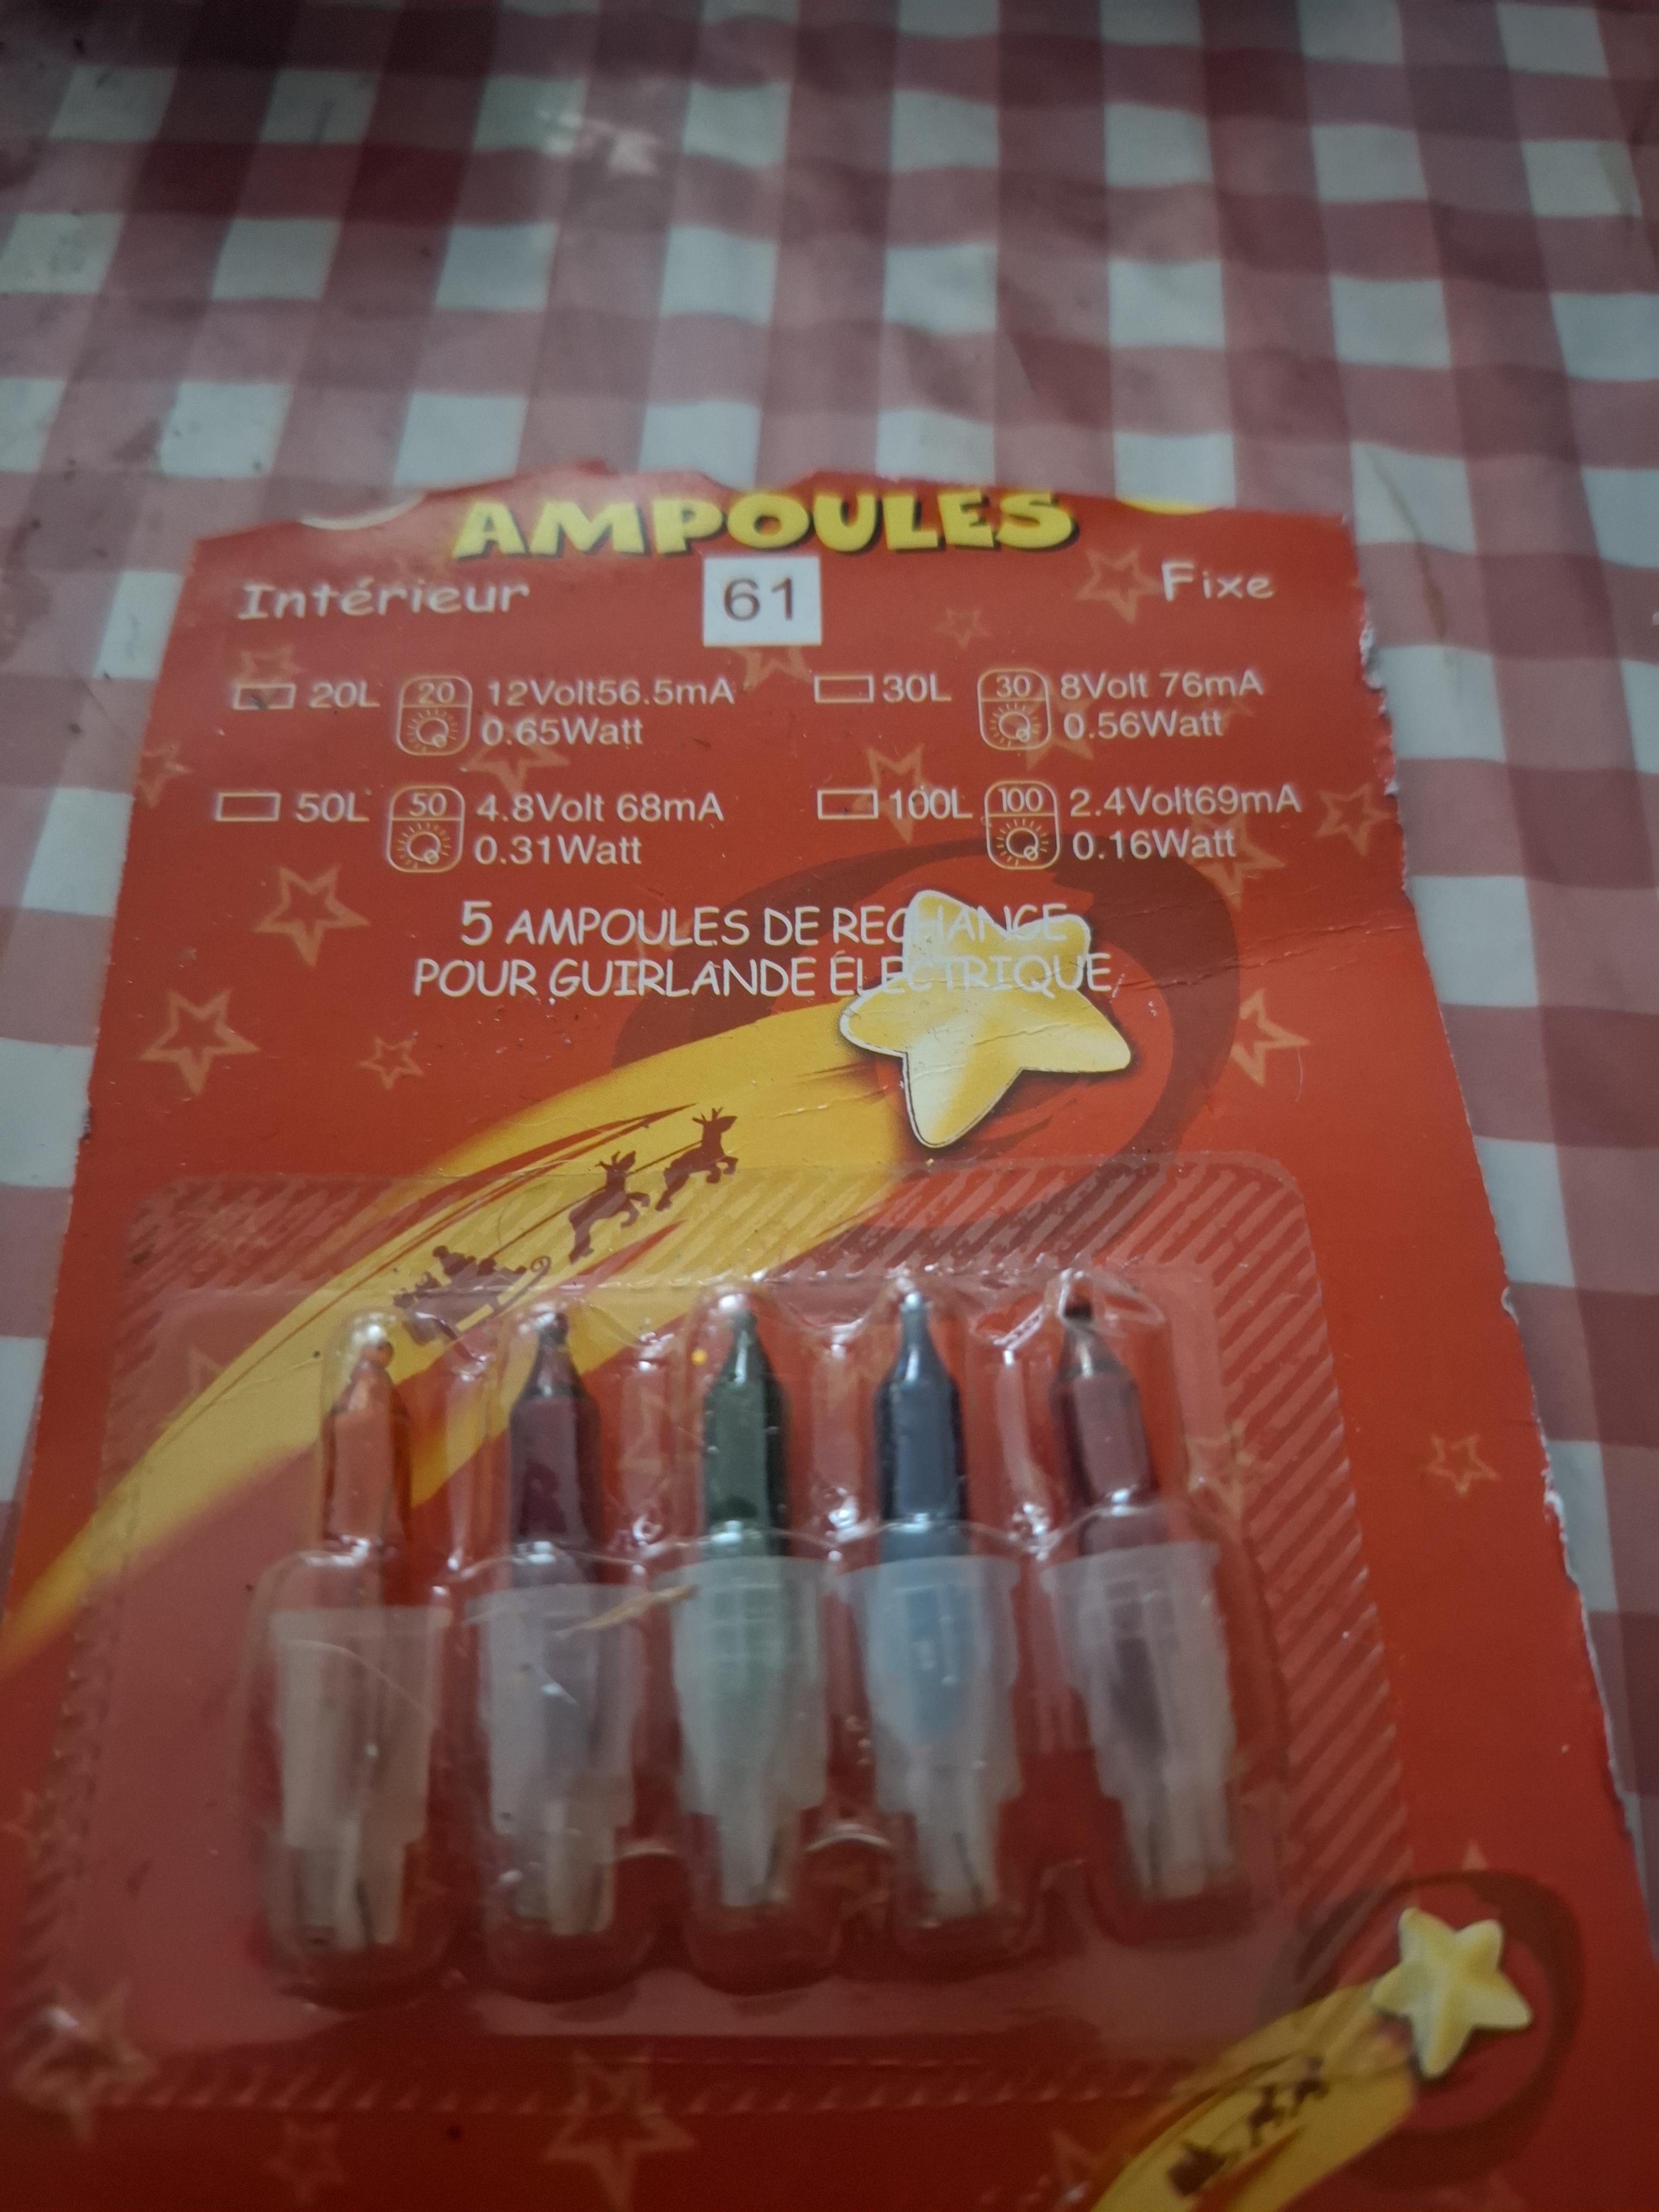 AMPOULES
Intérieur
61
Fixe
20L 20 12Volt56.5mA
0.65Watt
30L 30 8Volt 76mA
0.56Watt
50L 50 4.8Volt 68mA
0.31Watt
100L 100 2.4Volt69mA
0.16Watt
5 AMPOULES DE RECHANGE
POUR GUIRLANDE ÉLECTRIQUE